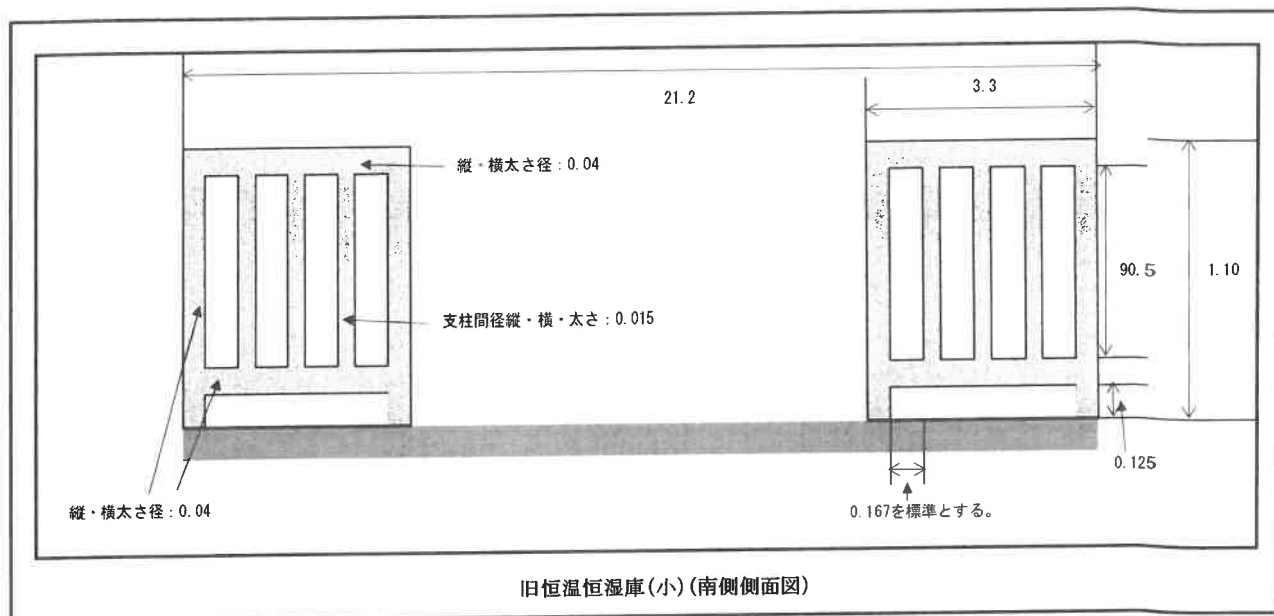 21.2
3.3
縦・横太さ径：0.04
90.5
1.10
支柱間径縦・横・太さ：0.015
0.125
縦・横太さ径：0.04
0.167を標準とする。
旧恒温恒湿庫(小)(南側側面図)